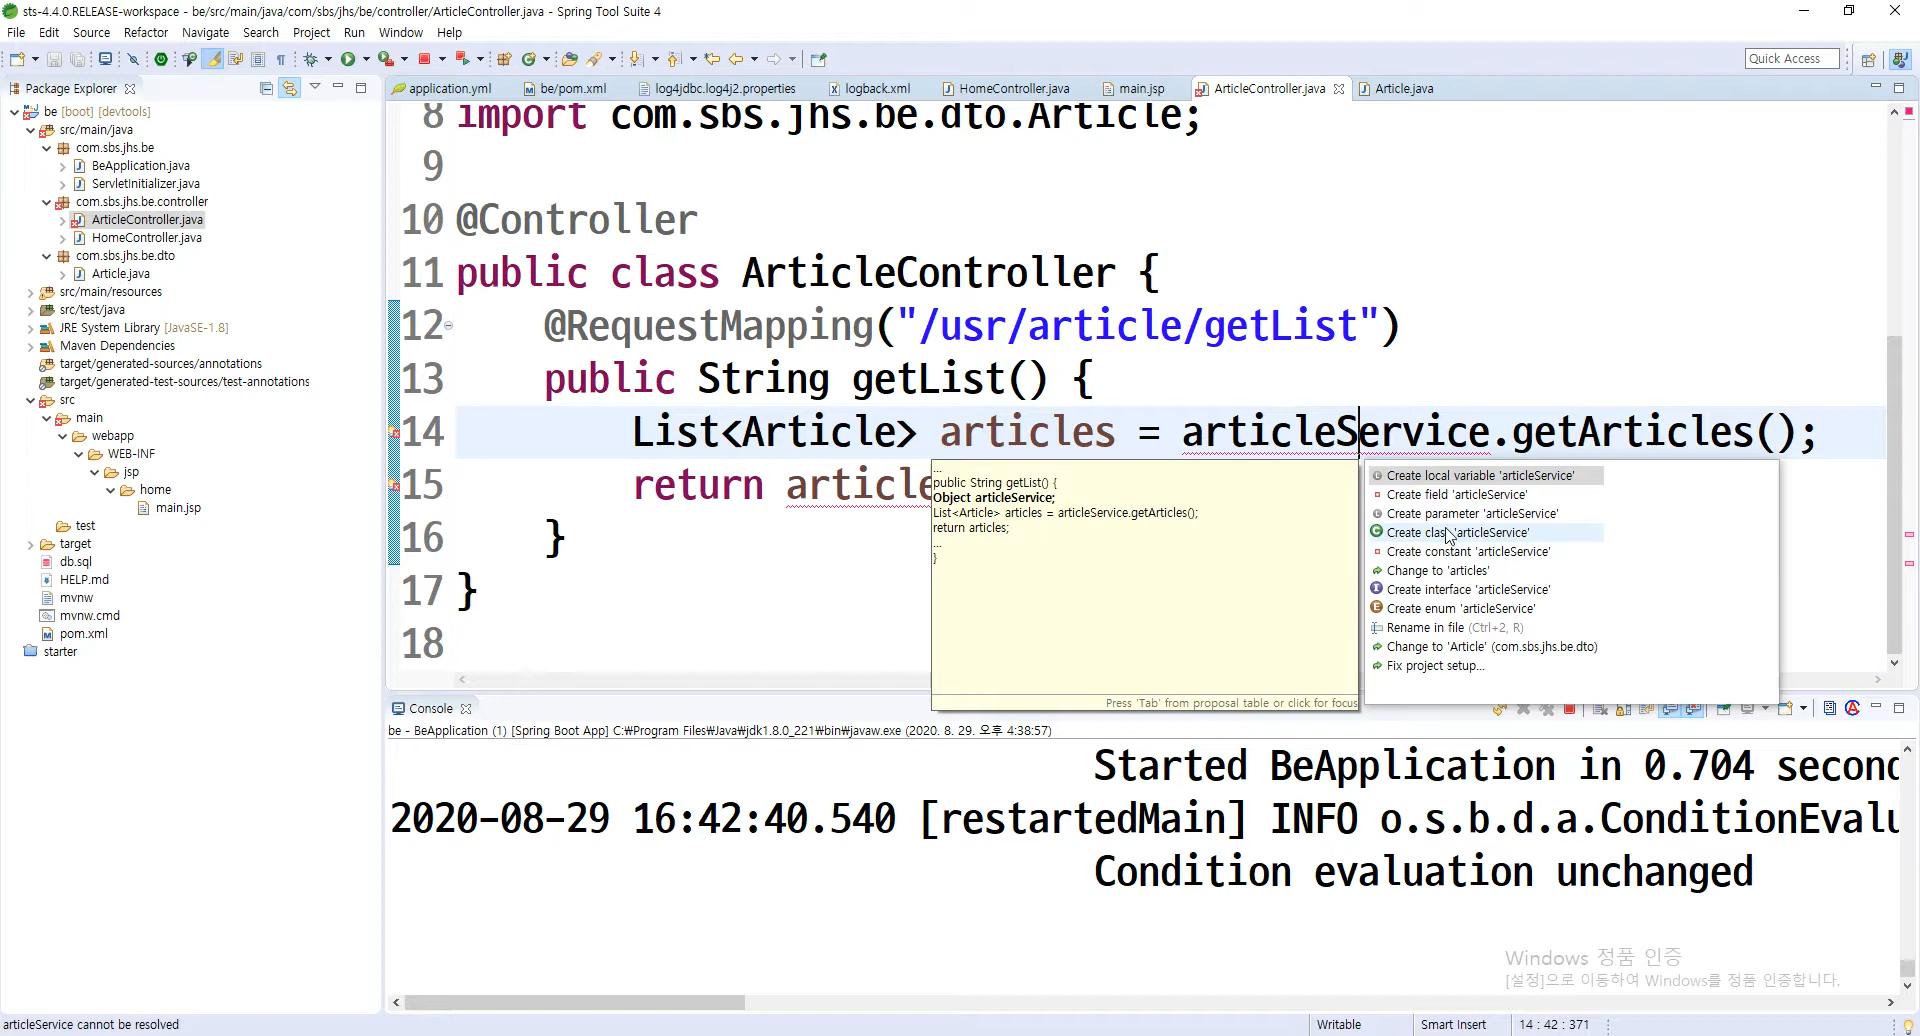 sts-4.4.0.RELEASE-workspace - be/src/main/java/com/sbs/jhs/be/controller/ArticleController.java - Spring Tool Suite 4
File Edit Source Refactor Navigate Search Project Run Window Help
Quick Access
Package Explorer
be [boot] [devtools]
src/main/java
com.sbs.jhs.be
BeApplication.java
ServletInitializer.java
com.sbs.jhs.be.controller
ArticleController.java
HomeController.java
com.sbs.jhs.be.dto
Article.java
src/main/resources
src/test/java
JRE System Library [JavaSE-1.8]
Maven Dependencies
target/generated-sources/annotations
target/generated-test-sources/test-annotations
src
main
webapp
WEB-INF
jsp
home
main.jsp
test
target
db.sql
HELP.md
mvnw
mvnw.cmd
pom.xml
starter
application.yml be/pom.xml log4jdbc.log4j2.properties logback.xml HomeController.java main.jsp ArticleController.java Article.java
8 import com.sbs.jhs.be.dto.Article;
9
10 @Controller
11 public class ArticleController {
12 @RequestMapping("/usr/article/getList")
13 public String getList() {
14 List<Article> articles = articleService.getArticles();
15 return article
16 }
17 }
18
...
public String getList() {
Object articleService;
List<Article> articles = articleService.getArticles();
return articles;
...
}
Press 'Tab' from proposal table or click for focus
Create local variable 'articleService'
Create field 'articleService'
Create parameter 'articleService'
Create class 'articleService'
Create constant 'articleService'
Change to 'articles'
Create interface 'articleService'
Create enum 'articleService'
Rename in file (Ctrl+2, R)
Change to 'Article' (com.sbs.jhs.be.dto)
Fix project setup...
Console
be - BeApplication (1) [Spring Boot App] C:₩Program Files₩Java₩jdk1.8.0_221₩bin₩javaw.exe (2020. 8. 29. 오후 4:38:57)
Started BeApplication in 0.704 second
2020-08-29 16:42:40.540 [restartedMain] INFO o.s.b.d.a.ConditionEvalu
Condition evaluation unchanged
Windows 정품 인증
[설정]으로 이동하여 Windows를 정품 인증합니다.
articleService cannot be resolved
Writable
Smart Insert
14 : 42 : 371